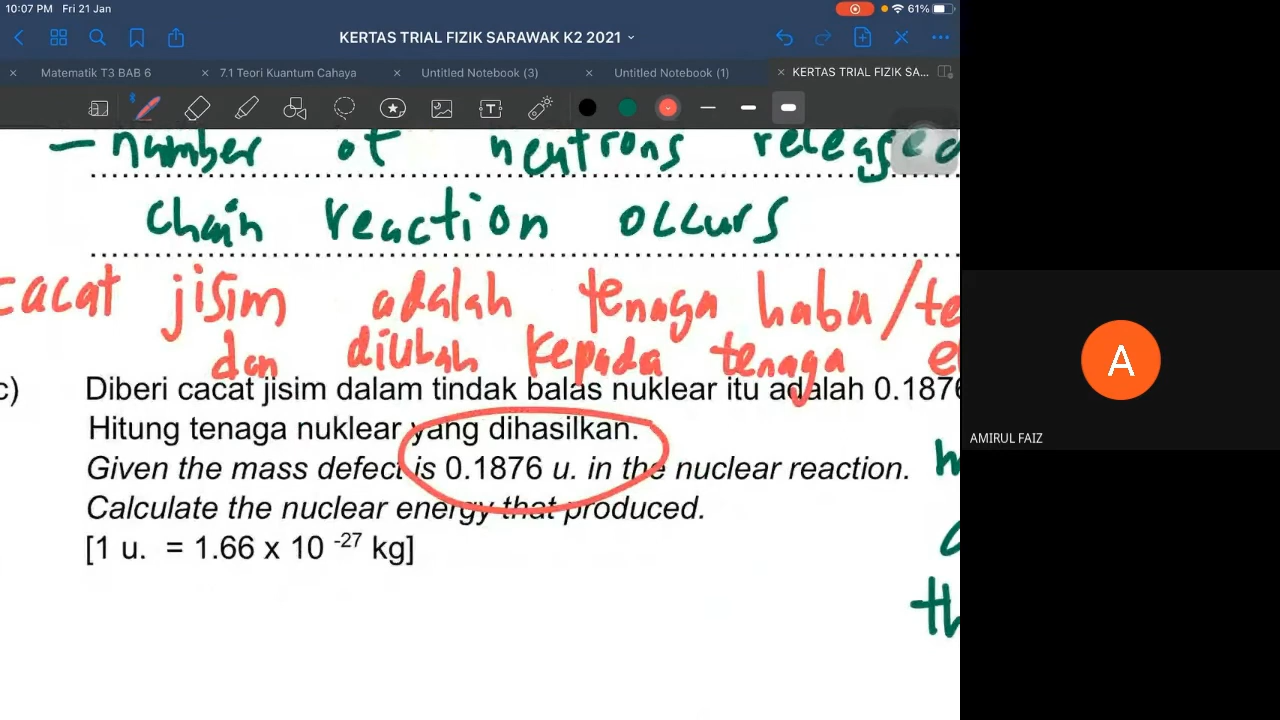 10:07 PM Fri 21 Jan
61%
KERTAS TRIAL FIZIK SARAWAK K2 2021
Matematik T3 BAB 6
7.1 Teori Kuantum Cahaya
Untitled Notebook (3)
Untitled Notebook (1)
KERTAS TRIAL FIZIK SA...
– number of neutrons released
chain reaction occurs
cacat jisim adalah tenaga haba/te
dan diubah kepada tenaga e
c) Diberi cacat jisim dalam tindak balas nuklear itu adalah 0.1876
Hitung tenaga nuklear yang dihasilkan.
Given the mass defect is 0.1876 u. in the nuclear reaction.
Calculate the nuclear energy that produced.
[1 u. = 1.66 x 10 -27 kg]
th
A
AMIRUL FAIZ